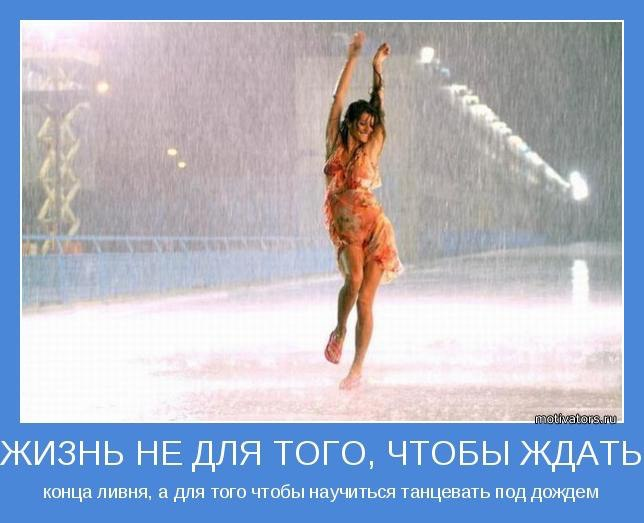 motivators.ru
ЖИЗНЬ НЕ ДЛЯ ТОГО, ЧТОБЫ ЖДАТЬ
конца ливня, а для того чтобы научиться танцевать под дождем